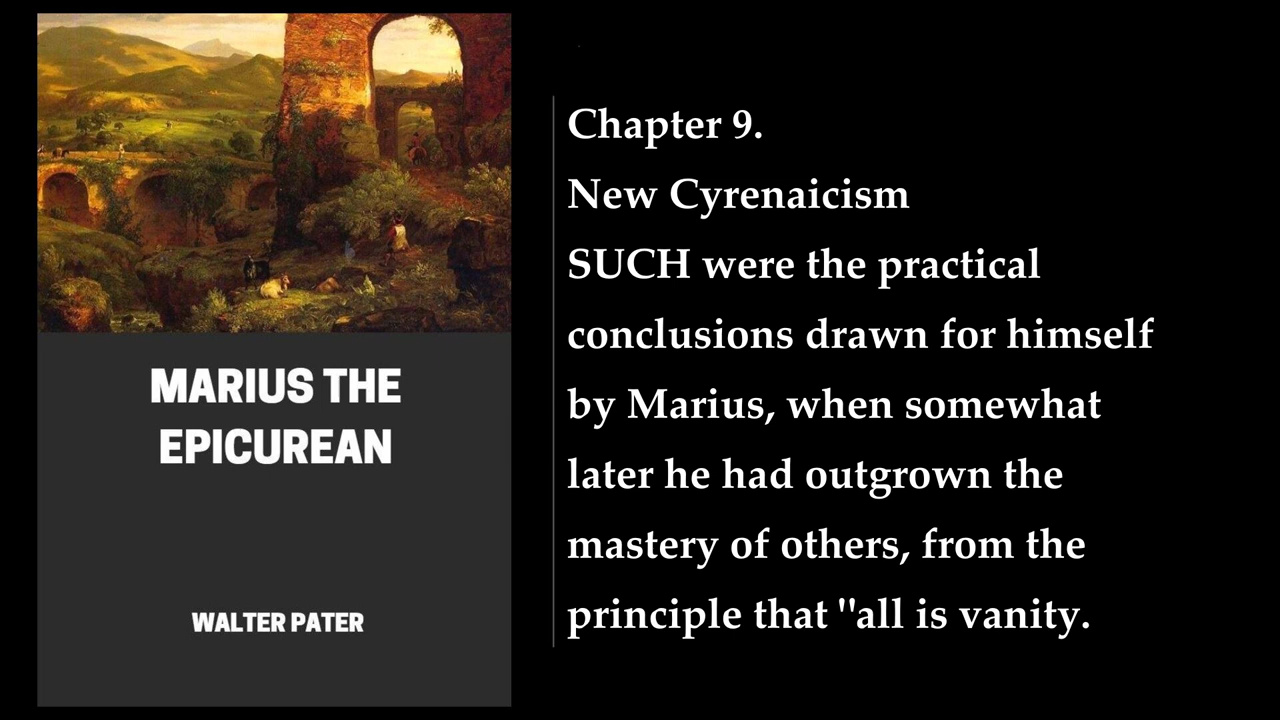 MARIUS THE
EPICUREAN
WALTER PATER
Chapter 9.
New Cyrenaicism
SUCH were the practical
conclusions drawn for himself
by Marius, when somewhat
later he had outgrown the
mastery of others, from the
principle that "all is vanity.